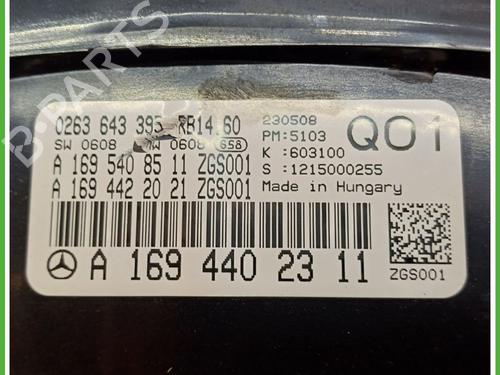 B-PARTS
0263 643 395 RB14.60
SW 0608 HW 0608 658
A 169 540 85 11 ZGS001
A 169 442 20 21 ZGS001
230508
PM:5103
K :603100
S :1215000255
Made in Hungary
Q01
A 169 440 23 11
ZGS001